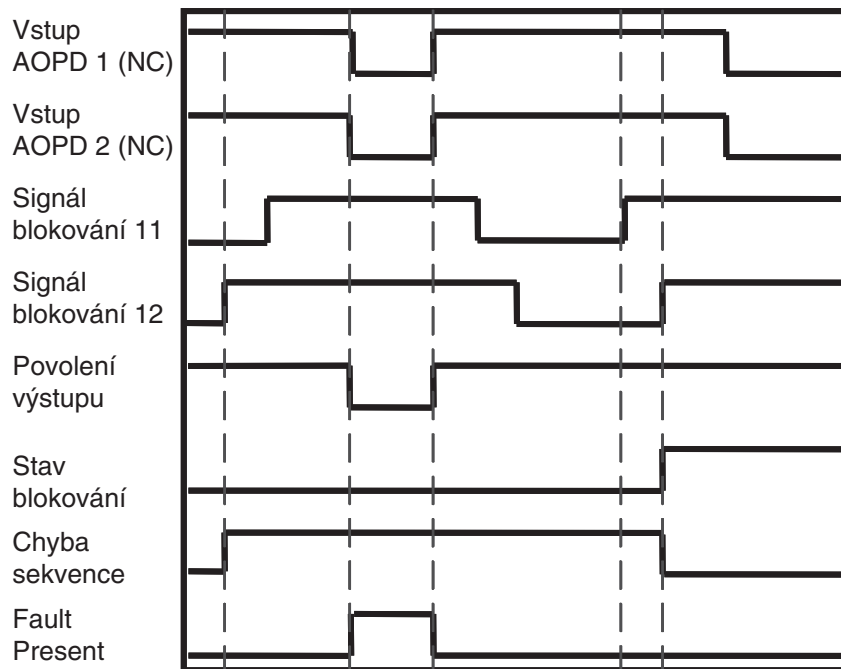 Vstup
AOPD 1 (NC)
Vstup
AOPD 2 (NC)
Signál
blokování 11
Signál
blokování 12
Povolení
výstupu
Stav
blokování
Chyba
sekvence
Fault
Present